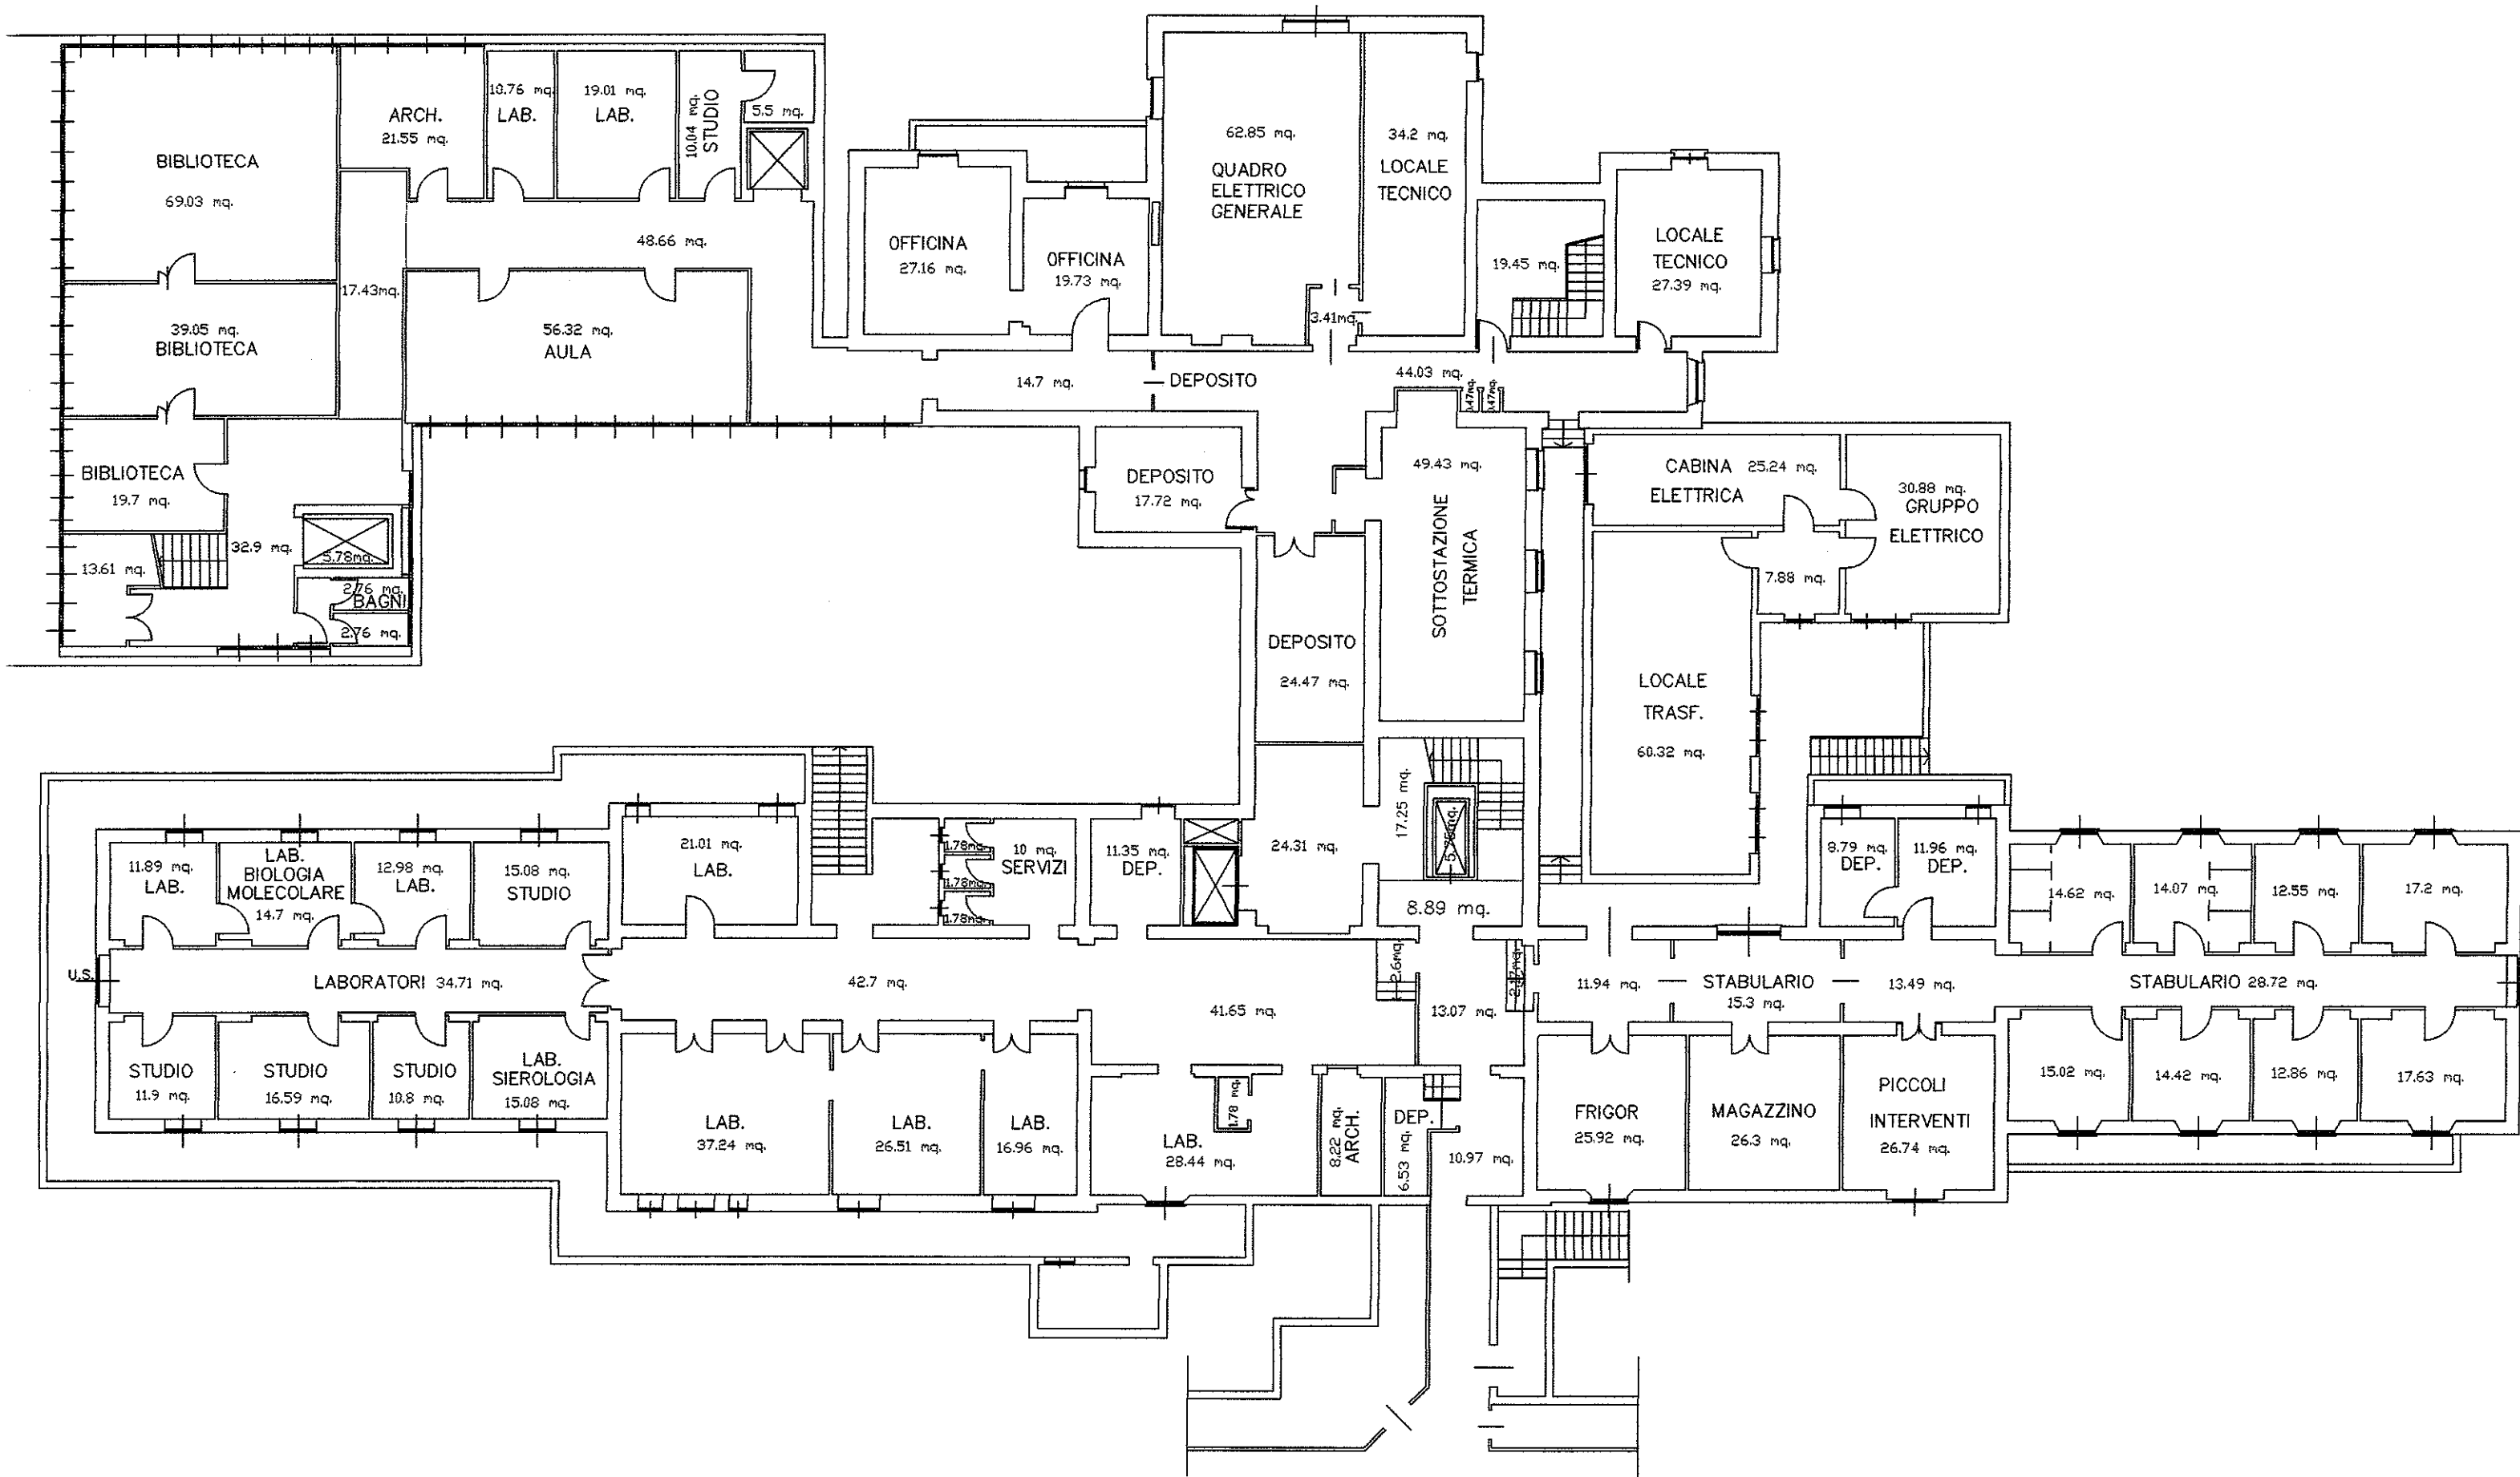 BIBLIOTECA
69.03 mq.
ARCH.
21.55 mq.
10.76 mq.
LAB.
19.01 mq.
LAB.
10.04 mq.
STUDIO
5.5 mq.
48.66 mq.
17.43mq.
39.05 mq.
BIBLIOTECA
56.32 mq.
AULA
BIBLIOTECA
19.7 mq.
32.9 mq.
5.78mq.
13.61 mq.
2.76 mq.
BAGNI
2.76 mq.
OFFICINA
27.16 mq.
OFFICINA
19.73 mq.
62.85 mq.
QUADRO
ELETTRICO
GENERALE
34.2 mq.
LOCALE
TECNICO
3.41mq.
19.45 mq.
LOCALE
TECNICO
27.39 mq.
14.7 mq.
DEPOSITO
44.03 mq.
.47mq.
.47mq.
DEPOSITO
17.72 mq.
49.43 mq.
SOTTOSTAZIONE
TERMICA
CABINA 25.24 mq.
ELETTRICA
30.88 mq.
GRUPPO
ELETTRICO
7.88 mq.
DEPOSITO
24.47 mq.
LOCALE
TRASF.
60.32 mq.
17.25 mq.
24.31 mq.
8.89 mq.
11.89 mq.
LAB.
LAB.
BIOLOGIA
MOLECOLARE
14.7 mq.
12.98 mq.
LAB.
15.08 mq.
STUDIO
21.01 mq.
LAB.
1.78mq.
1.78mq.
1.78mq.
10 mq.
SERVIZI
11.35 mq.
DEP.
8.79 mq.
DEP.
11.96 mq.
DEP.
14.62 mq.
14.07 mq.
12.55 mq.
17.2 mq.
U.S.
LABORATORI 34.71 mq.
42.7 mq.
41.65 mq.
2.6mq.
13.07 mq.
11.94 mq.
STABULARIO
15.3 mq.
13.49 mq.
STABULARIO 28.72 mq.
STUDIO
11.9 mq.
STUDIO
16.59 mq.
STUDIO
10.8 mq.
LAB.
SIEROLOGIA
15.08 mq.
LAB.
37.24 mq.
LAB.
26.51 mq.
LAB.
16.96 mq.
LAB.
28.44 mq.
1.78 mq.
8.22 mq.
ARCH.
DEP.
6.53 mq.
10.97 mq.
FRIGOR
25.92 mq.
MAGAZZINO
26.3 mq.
PICCOLI
INTERVENTI
26.74 mq.
15.02 mq.
14.42 mq.
12.86 mq.
17.63 mq.